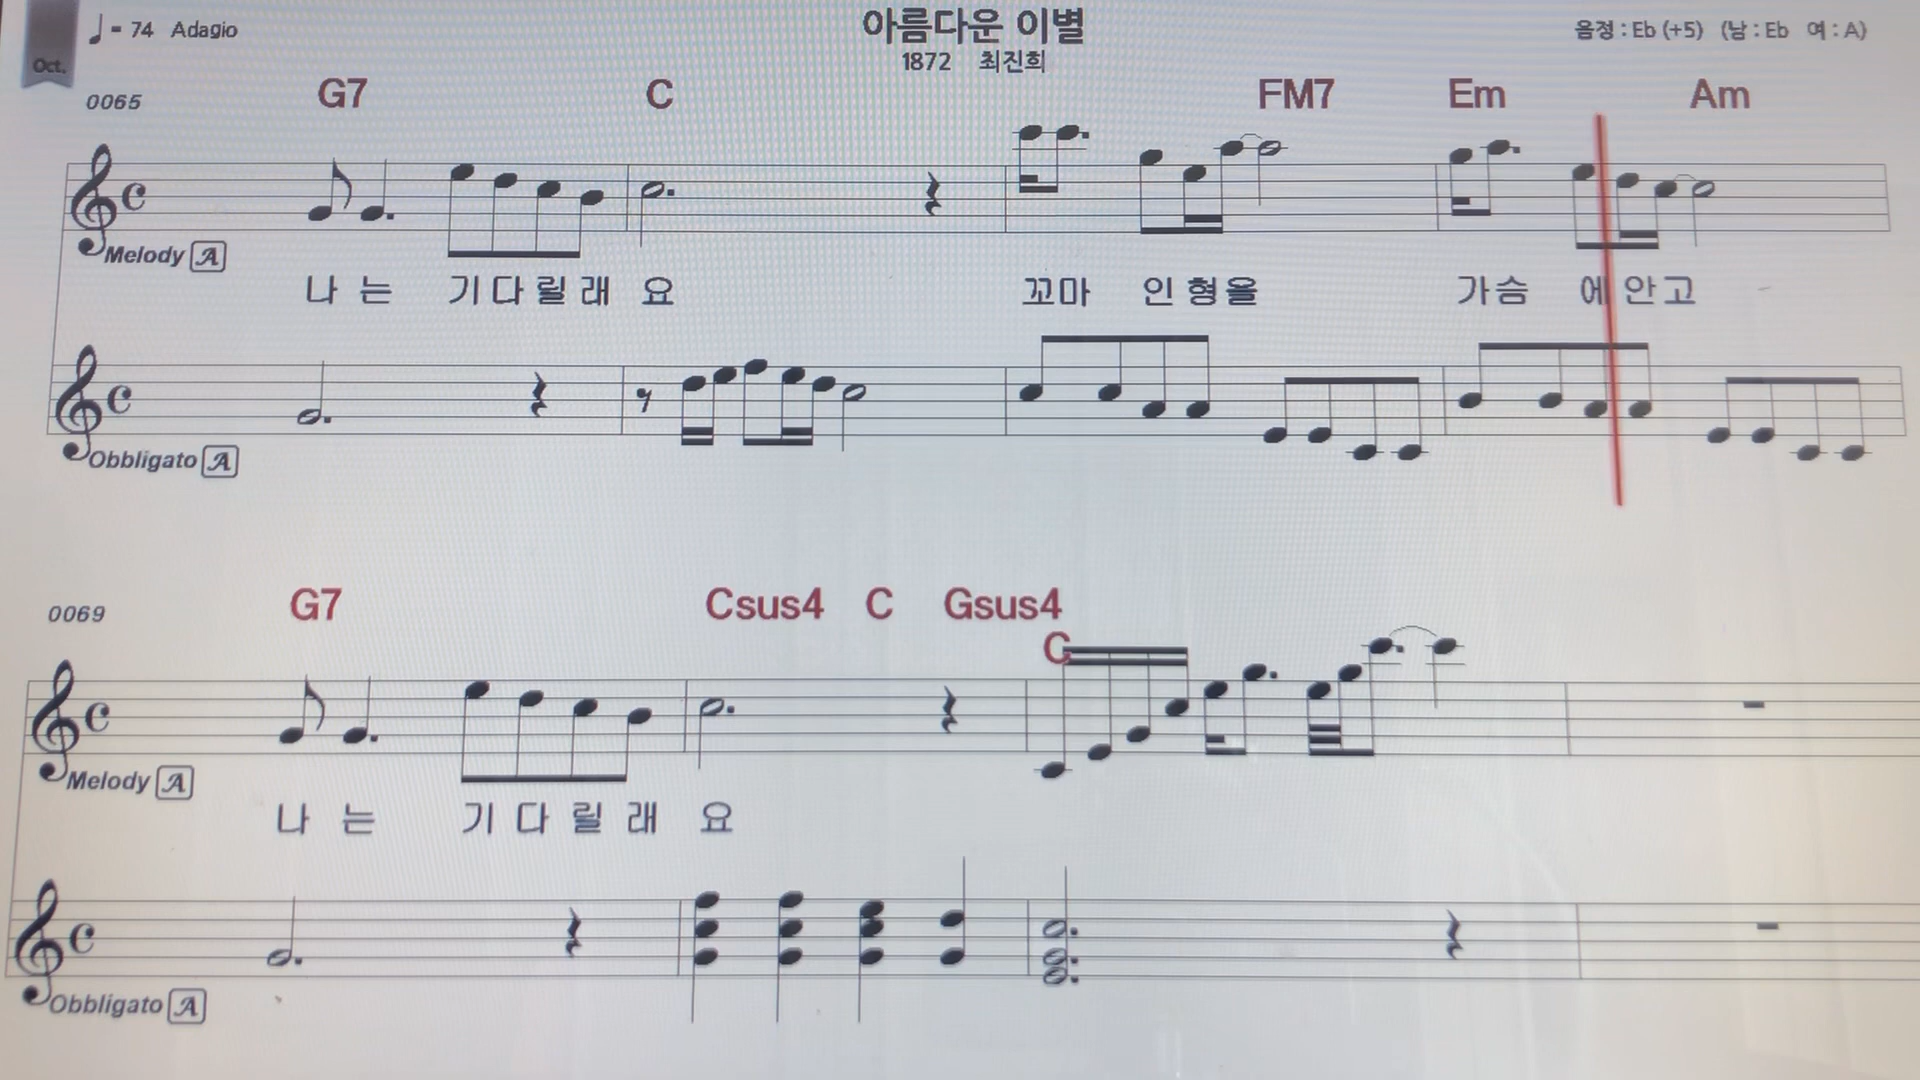 ♩= 74 Adagio
아름다운 이별
음정 : Eb (+5) (남 : Eb 여 : A)
1872 최진희
Oct.
0065 G7 C FM7 Em Am
Melody A
나 는 기 다 릴 래 요 꼬마 인 형을 가슴 에 안고
Obbligato A
0069 G7 Csus4 C Gsus4
C
Melody A
나 는 기 다 릴 래 요
Obbligato A